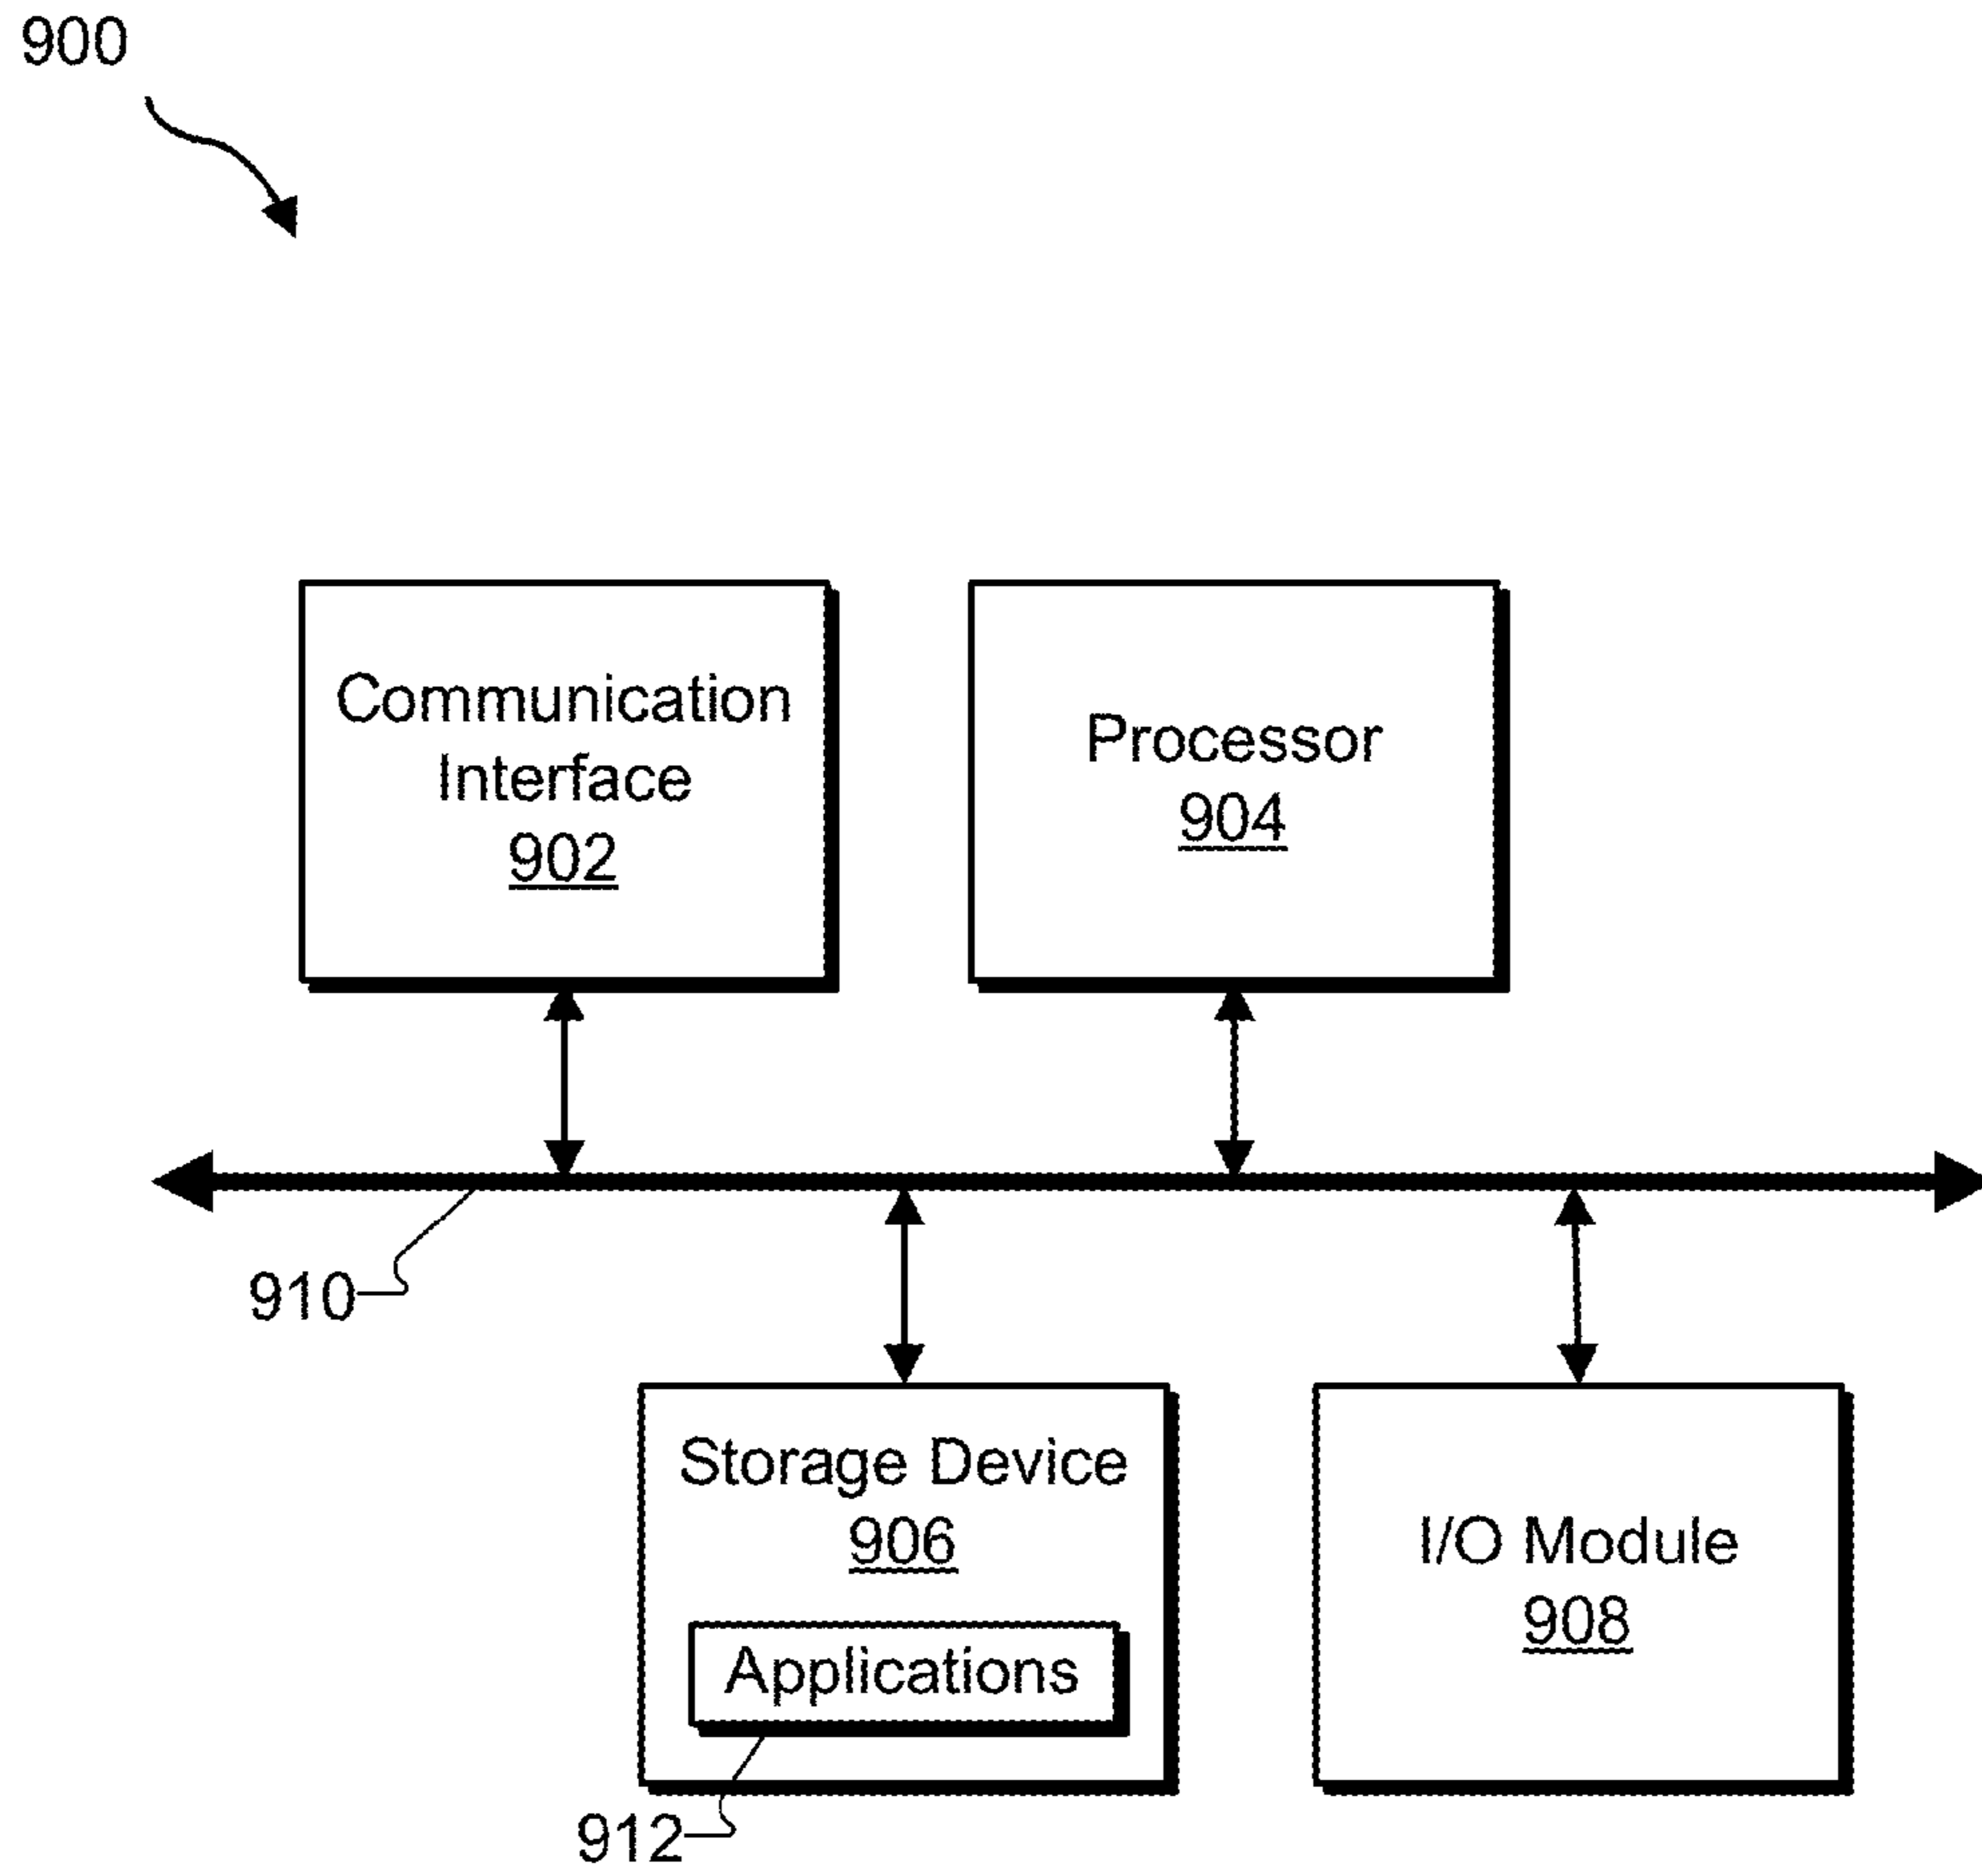 900
Communication
Interface
902
Processor
904
910
Storage Device
906
Applications
912
I/O Module
908